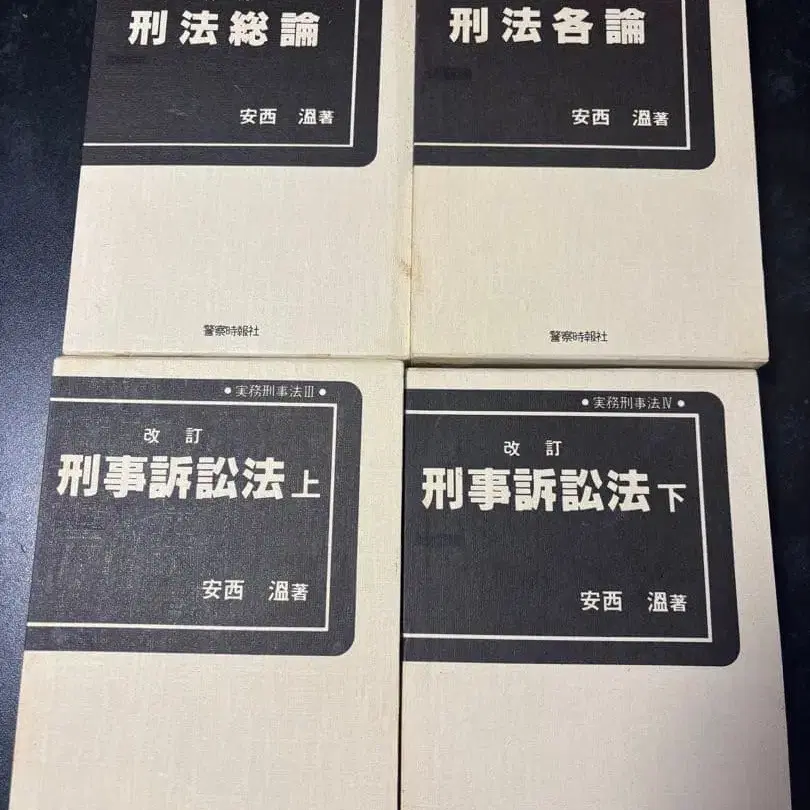 刑法総論
安西 溫著
警察時報社
刑法各論
安西 溫著
警察時報社
• 実務刑事法Ⅲ •
改訂
刑事訴訟法 上
安西 溫著
• 実務刑事法Ⅳ •
改訂
刑事訴訟法 下
安西 溫著